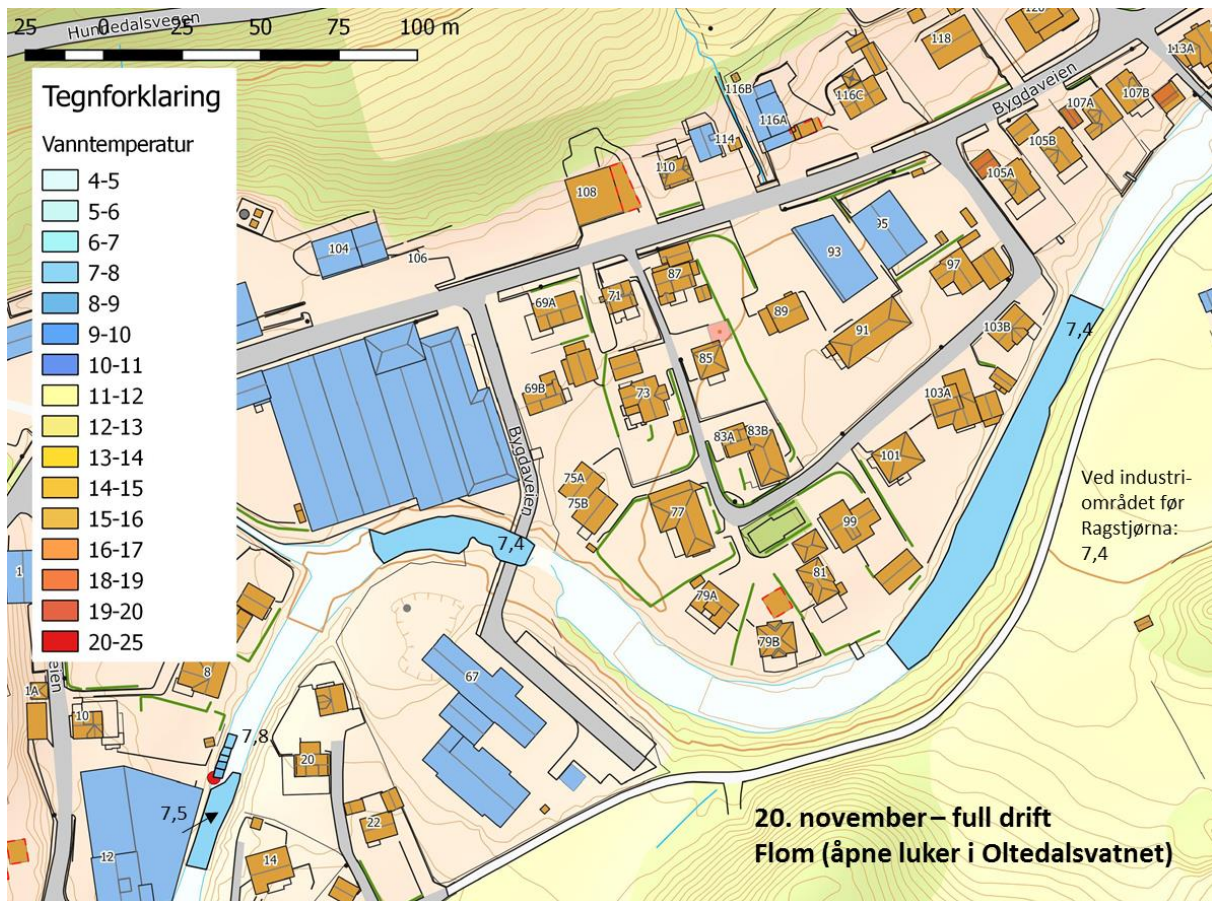 Hundedalsvegen
25 0 25 50 75 100 m
Tegnforklaring
Vanntemperatur
4-5
5-6
6-7
7-8
8-9
9-10
10-11
11-12
12-13
13-14
14-15
15-16
16-17
18-19
19-20
20-25
118
113A
116B
116C
116A
107B
107A
Bygdaveien
114
105B
110
105A
108
95
104
93
106
97
87
71
69A
89
103B
7,4
91
85
69B
73
103A
83A
83B
Bygdaveien
101
75A
75B
77
99
Ved industri-
området før
Ragstjørna:
7,4
7,4
1
81
79A
79B
8
67
1A
Bygdaveien
10
7,8
20
7,5
22
12
14
20. november – full drift
Flom (åpne luker i Oltedalsvatnet)